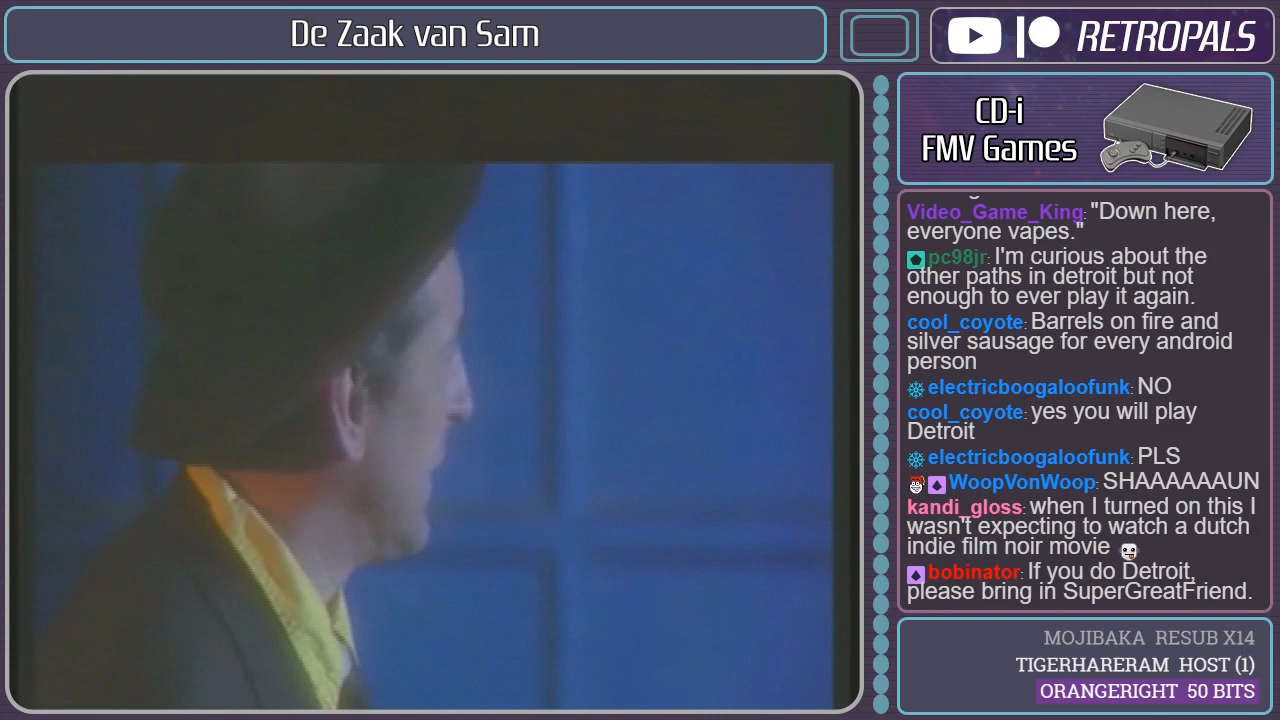 De Zaak van Sam
RETROPALS
CD-i
FMV Games
Video_Game_King: "Down here,
everyone vapes."
pc98jr: I'm curious about the
other paths in detroit but not
enough to ever play it again.
cool_coyote: Barrels on fire and
silver sausage for every android
person
electricboogaloofunk: NO
cool_coyote: yes you will play
Detroit
electricboogaloofunk: PLS
WoopVonWoop: SHAAAAAAUN
kandi_gloss: when I turned on this I
wasn't expecting to watch a dutch
indie film noir movie
bobinator: If you do Detroit,
please bring in SuperGreatFriend.
MOJIBAKA RESUB X14
TIGERHARERAM HOST (1)
ORANGERIGHT 50 BITS